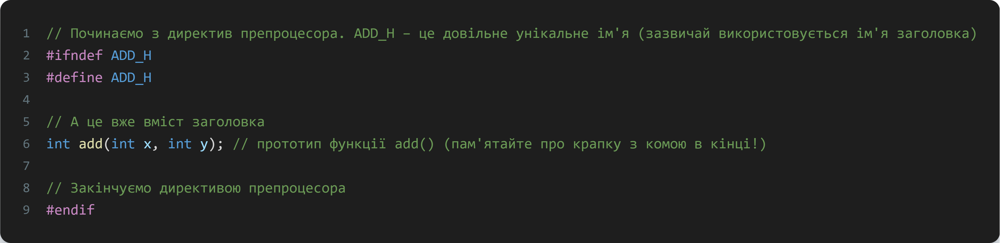 1 // Починаємо з директив препроцесора. ADD_H – це довільне унікальне ім'я (зазвичай використовується ім'я заголовка)
2 #ifndef ADD_H
3 #define ADD_H
4
5 // А це вже вміст заголовка
6 int add(int x, int y); // прототип функції add() (пам'ятайте про крапку з комою в кінці!)
7
8 // Закінчуємо директивою препроцесора
9 #endif